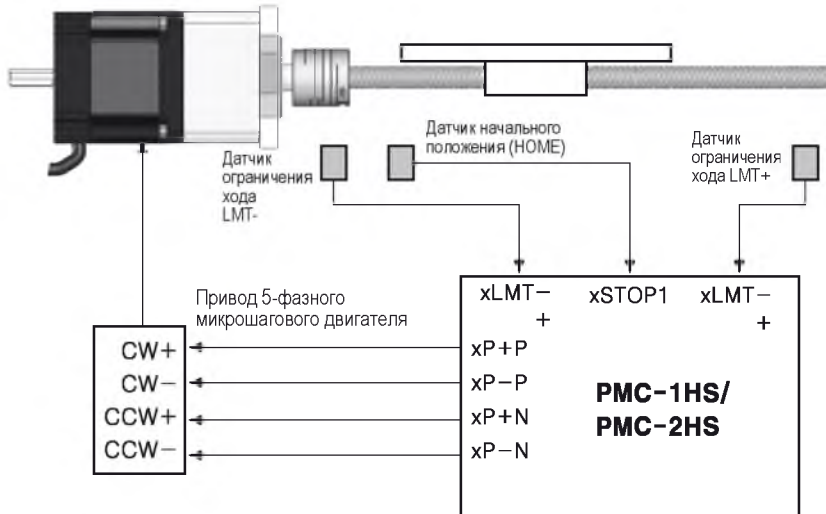 Датчик начального
положения (HOME)
Датчик
ограничения
хода
LMT-
Датчик
ограничения
хода LMT+
xLMT-
+
xSTOP1
xLMT-
+
Привод 5-фазного
микрошагового двигателя
CW+
CW-
CCW+
CCW-
xP+P
xP-P
xP+N
xP-N
PMC-1HS/
PMC-2HS